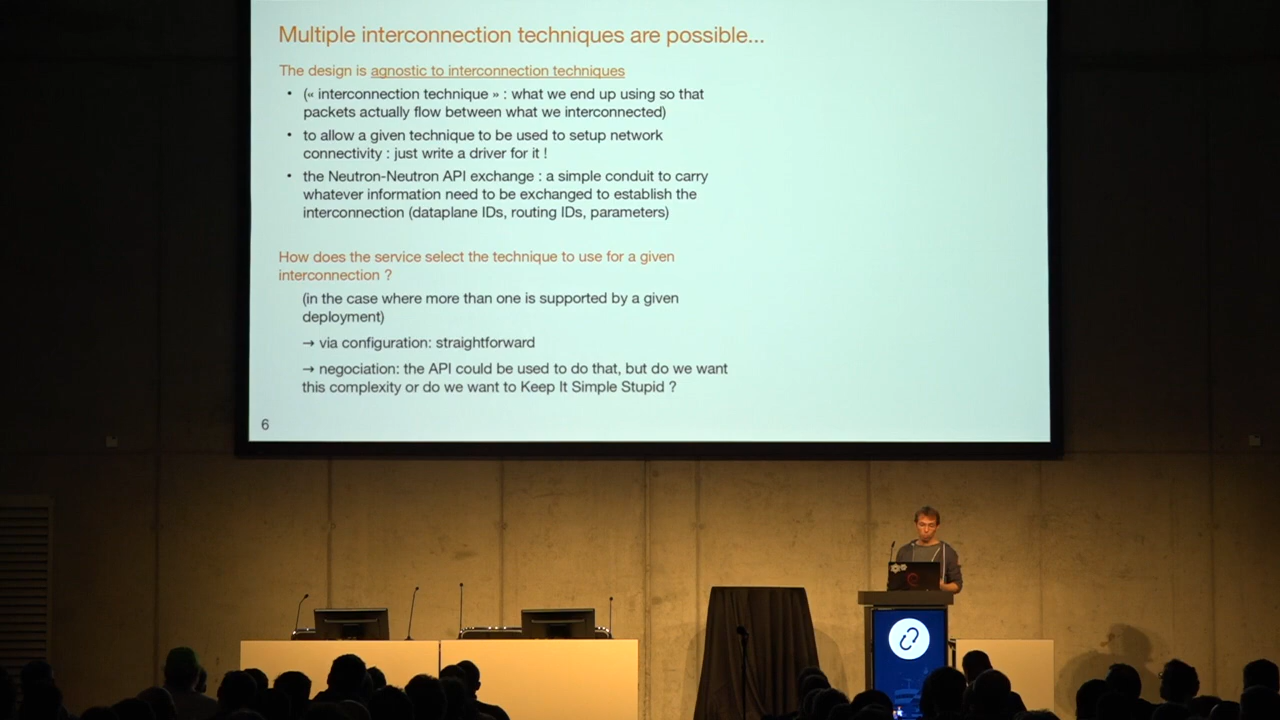 Multiple interconnection techniques are possible...
The design is agnostic to interconnection techniques
• (« interconnection technique » : what we end up using so that
packets actually flow between what we interconnected)
• to allow a given technique to be used to setup network
connectivity : just write a driver for it !
• the Neutron-Neutron API exchange : a simple conduit to carry
whatever information need to be exchanged to establish the
interconnection (dataplane IDs, routing IDs, parameters)
How does the service select the technique to use for a given
interconnection ?
(in the case where more than one is supported by a given
deployment)
→ via configuration: straightforward
→ negociation: the API could be used to do that, but do we want
this complexity or do we want to Keep It Simple Stupid ?
6